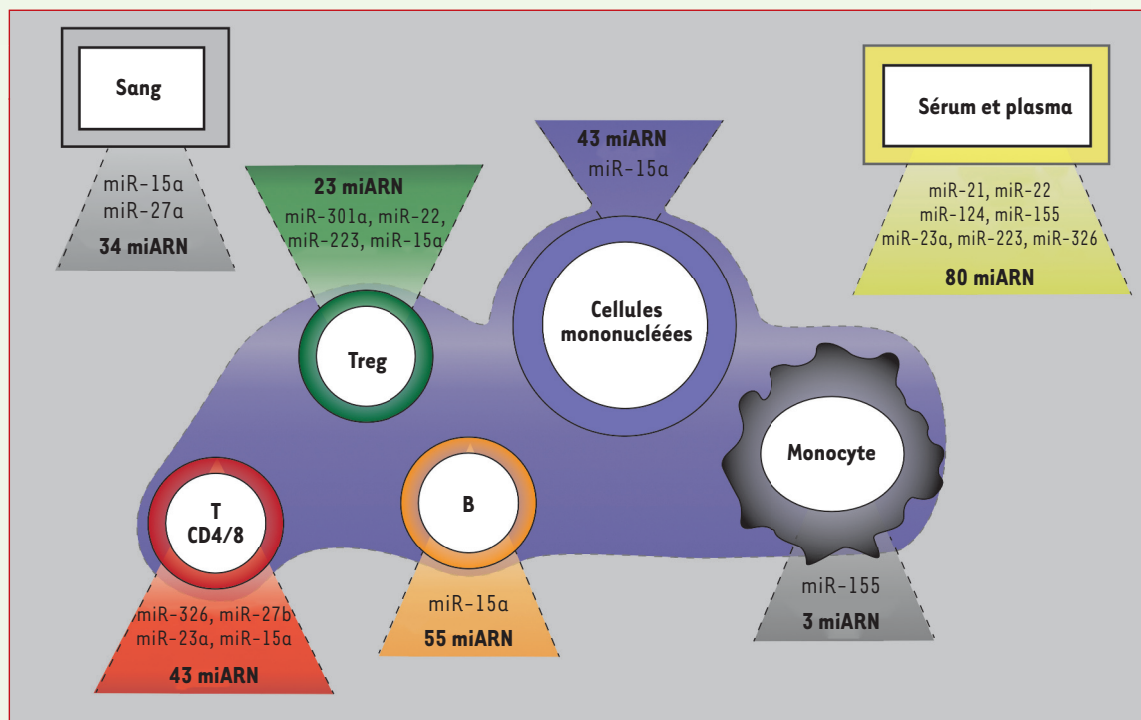 Sang
miR-15a
miR-27a
34 miARN
23 miARN
miR-301a, miR-22,
miR-223, miR-15a
Treg
43 miARN
miR-15a
Cellules
mononucléées
Sérum et plasma
miR-21, miR-22
miR-124, miR-155
miR-23a, miR-223, miR-326
80 miARN
T
CD4/8
miR-326, miR-27b
miR-23a, miR-15a
43 miARN
B
miR-15a
55 miARN
Monocyte
miR-155
3 miARN